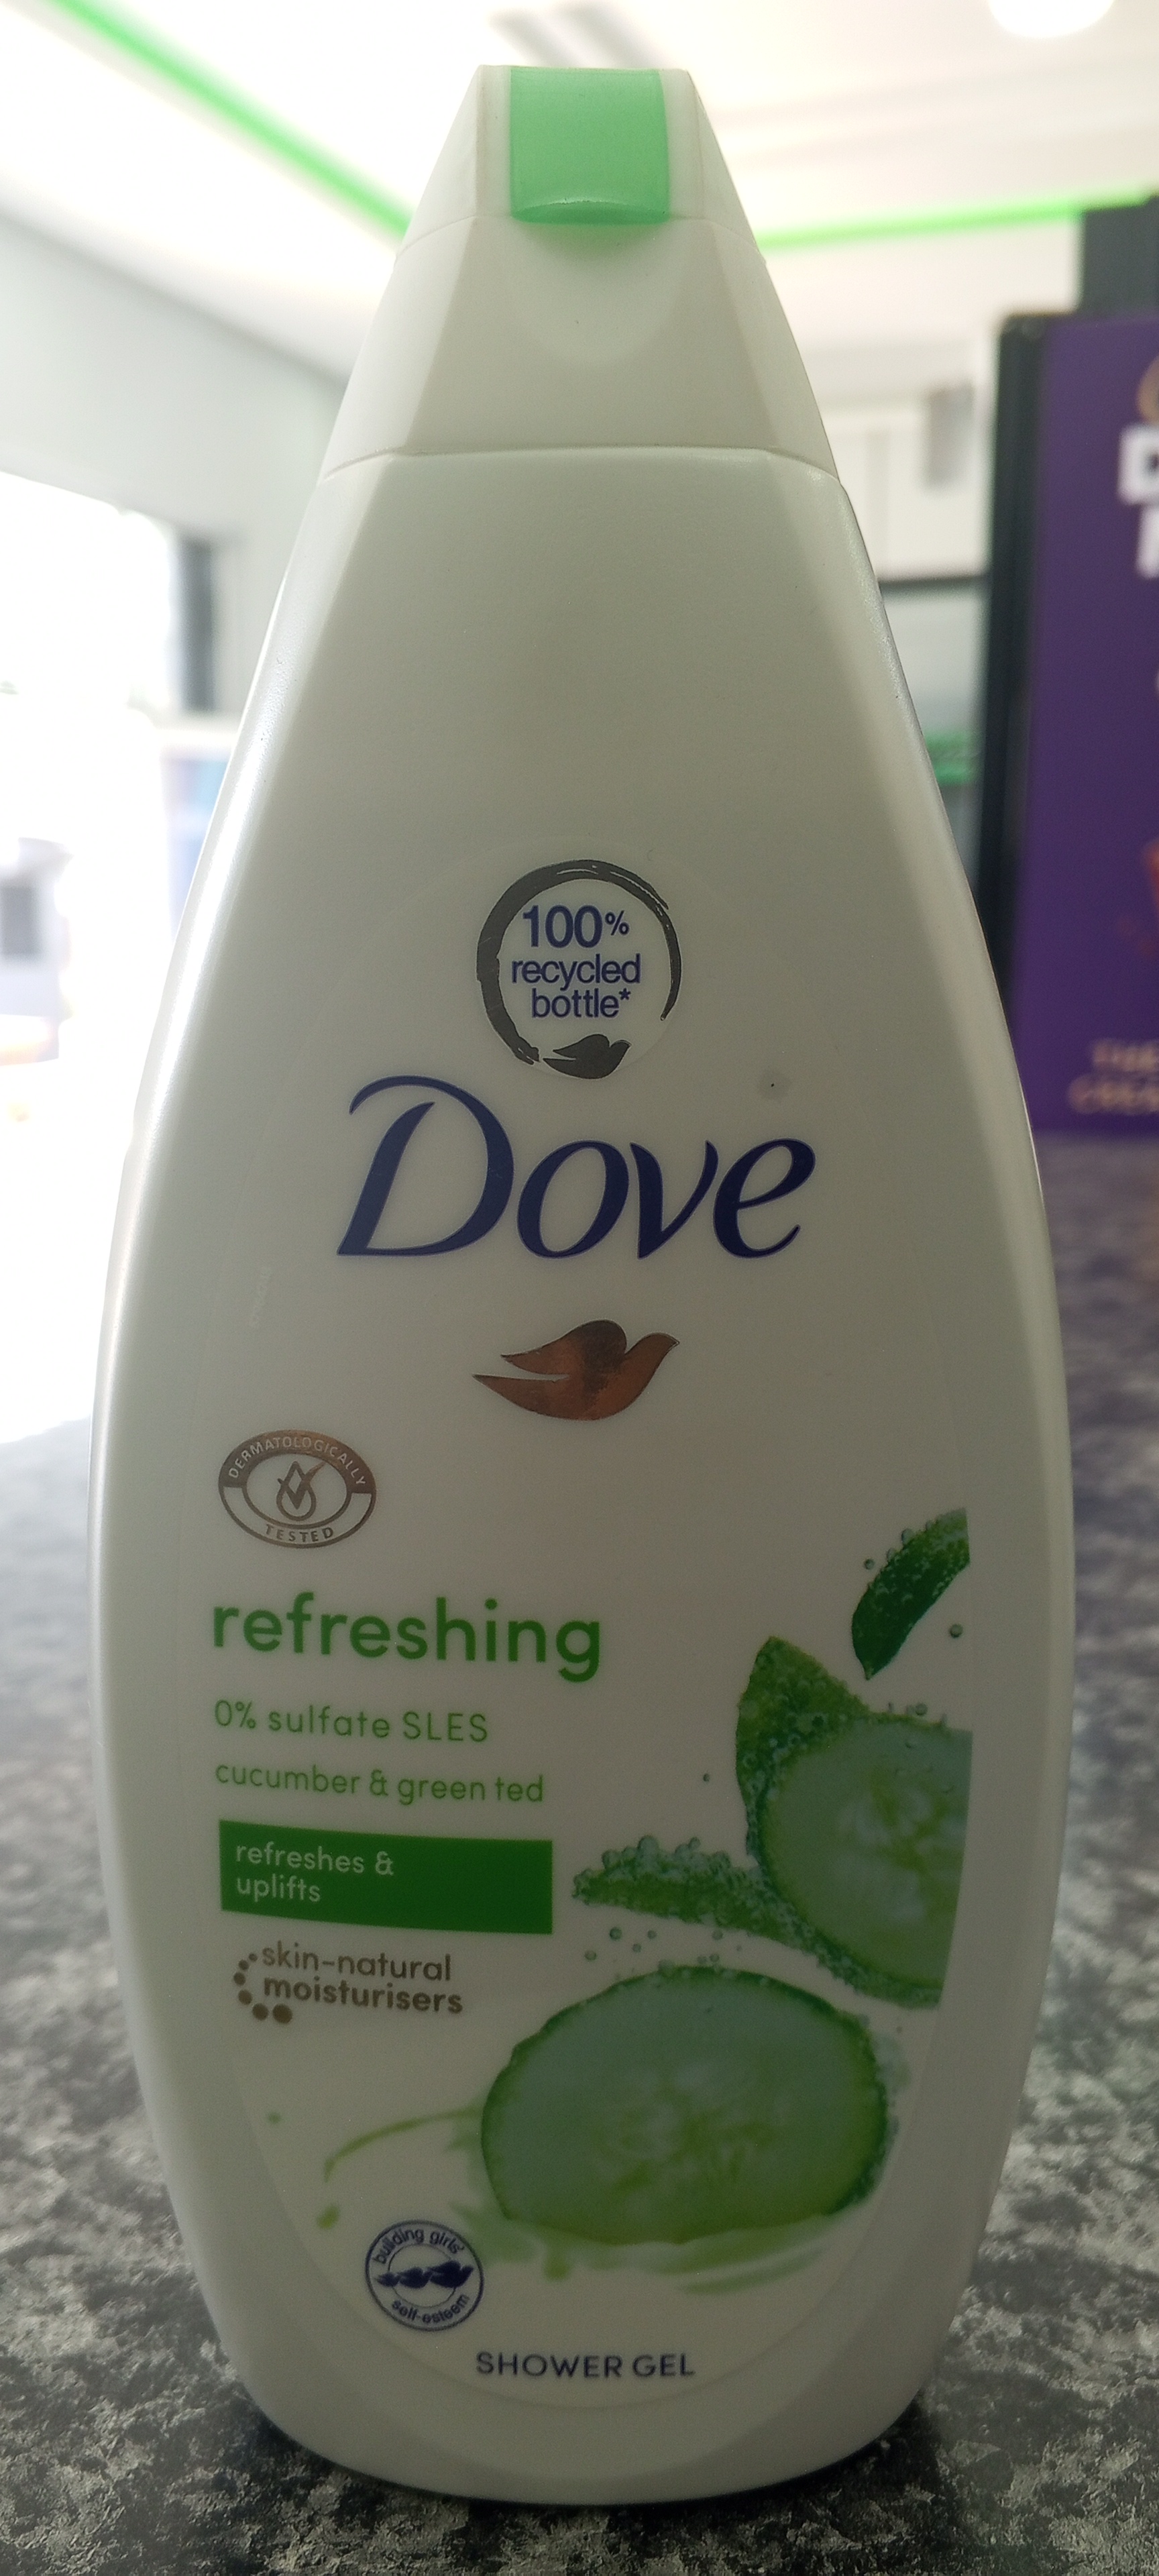 100%
recycled
bottle*
Dove
DERMATOLOGICALLY
TESTED
refreshing
0% sulfate SLES
cucumber & green tea
refreshes &
uplifts
skin-natural
moisturisers
building girls'
self-esteem
SHOWER GEL